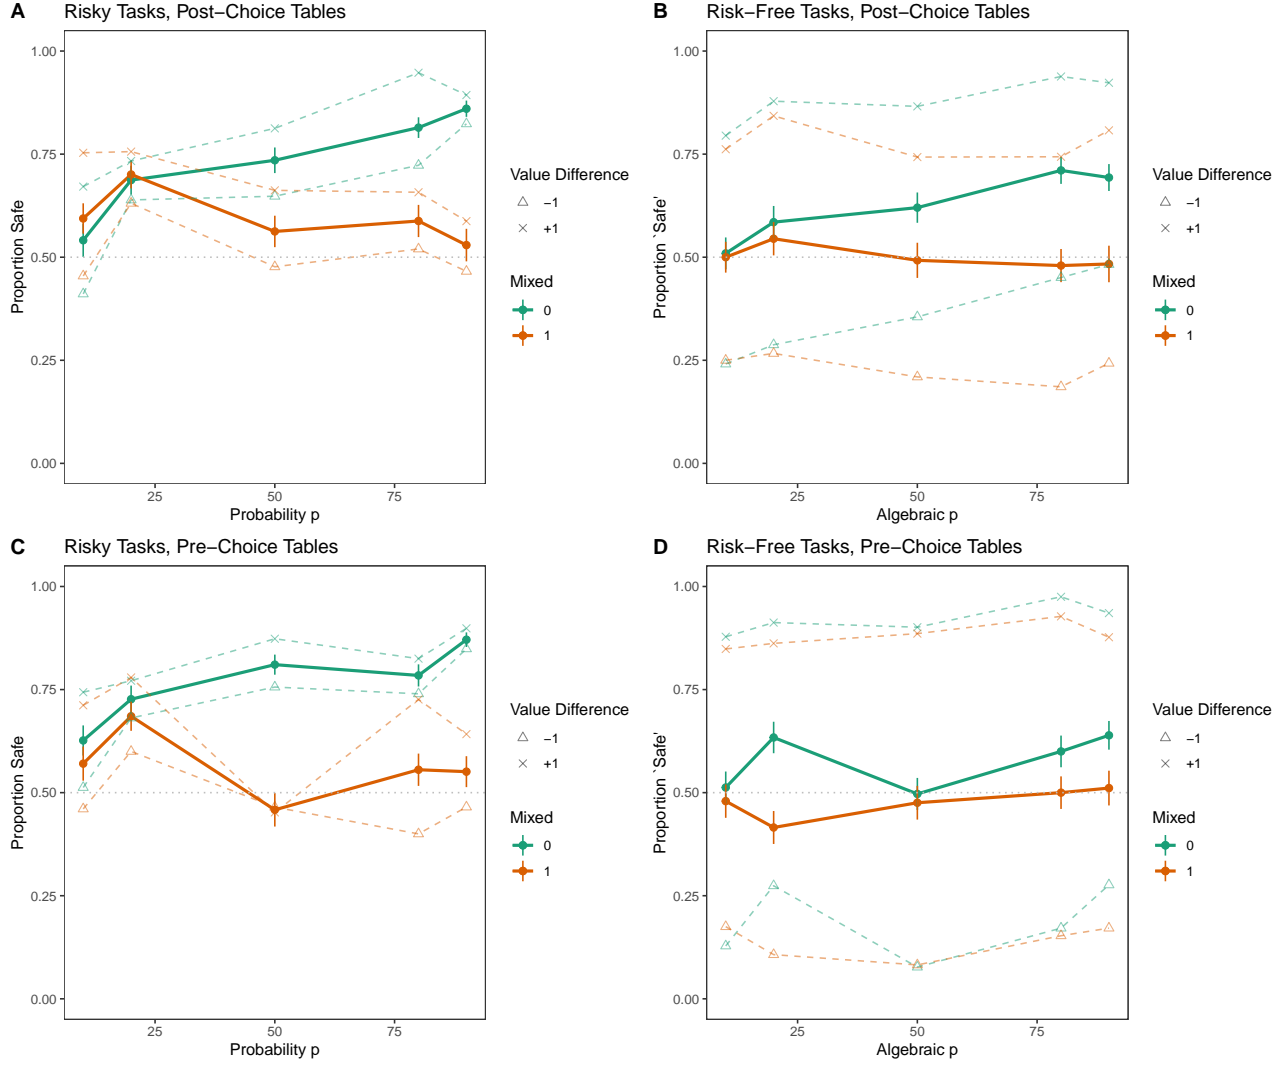 A Risky Tasks, Post−Choice Tables
1.00
0.75
0.50
0.25
0.00
Proportion Safe
25 50 75
Probability p
Value Difference
−1
+1
Mixed
0
1
B Risk−Free Tasks, Post−Choice Tables
1.00
0.75
0.50
0.25
0.00
Proportion `Safe'
25 50 75
Algebraic p
Value Difference
−1
+1
Mixed
0
1
C Risky Tasks, Pre−Choice Tables
1.00
0.75
0.50
0.25
0.00
Proportion Safe
25 50 75
Probability p
Value Difference
−1
+1
Mixed
0
1
D Risk−Free Tasks, Pre−Choice Tables
1.00
0.75
0.50
0.25
0.00
Proportion `Safe'
25 50 75
Algebraic p
Value Difference
−1
+1
Mixed
0
1